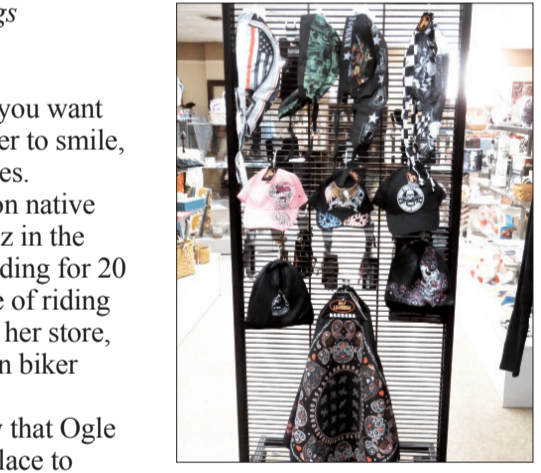 gs
you want
er to smile,
es.
on native
z in the
ding for 20
e of riding
her store,
n biker
y that Ogle
lace to